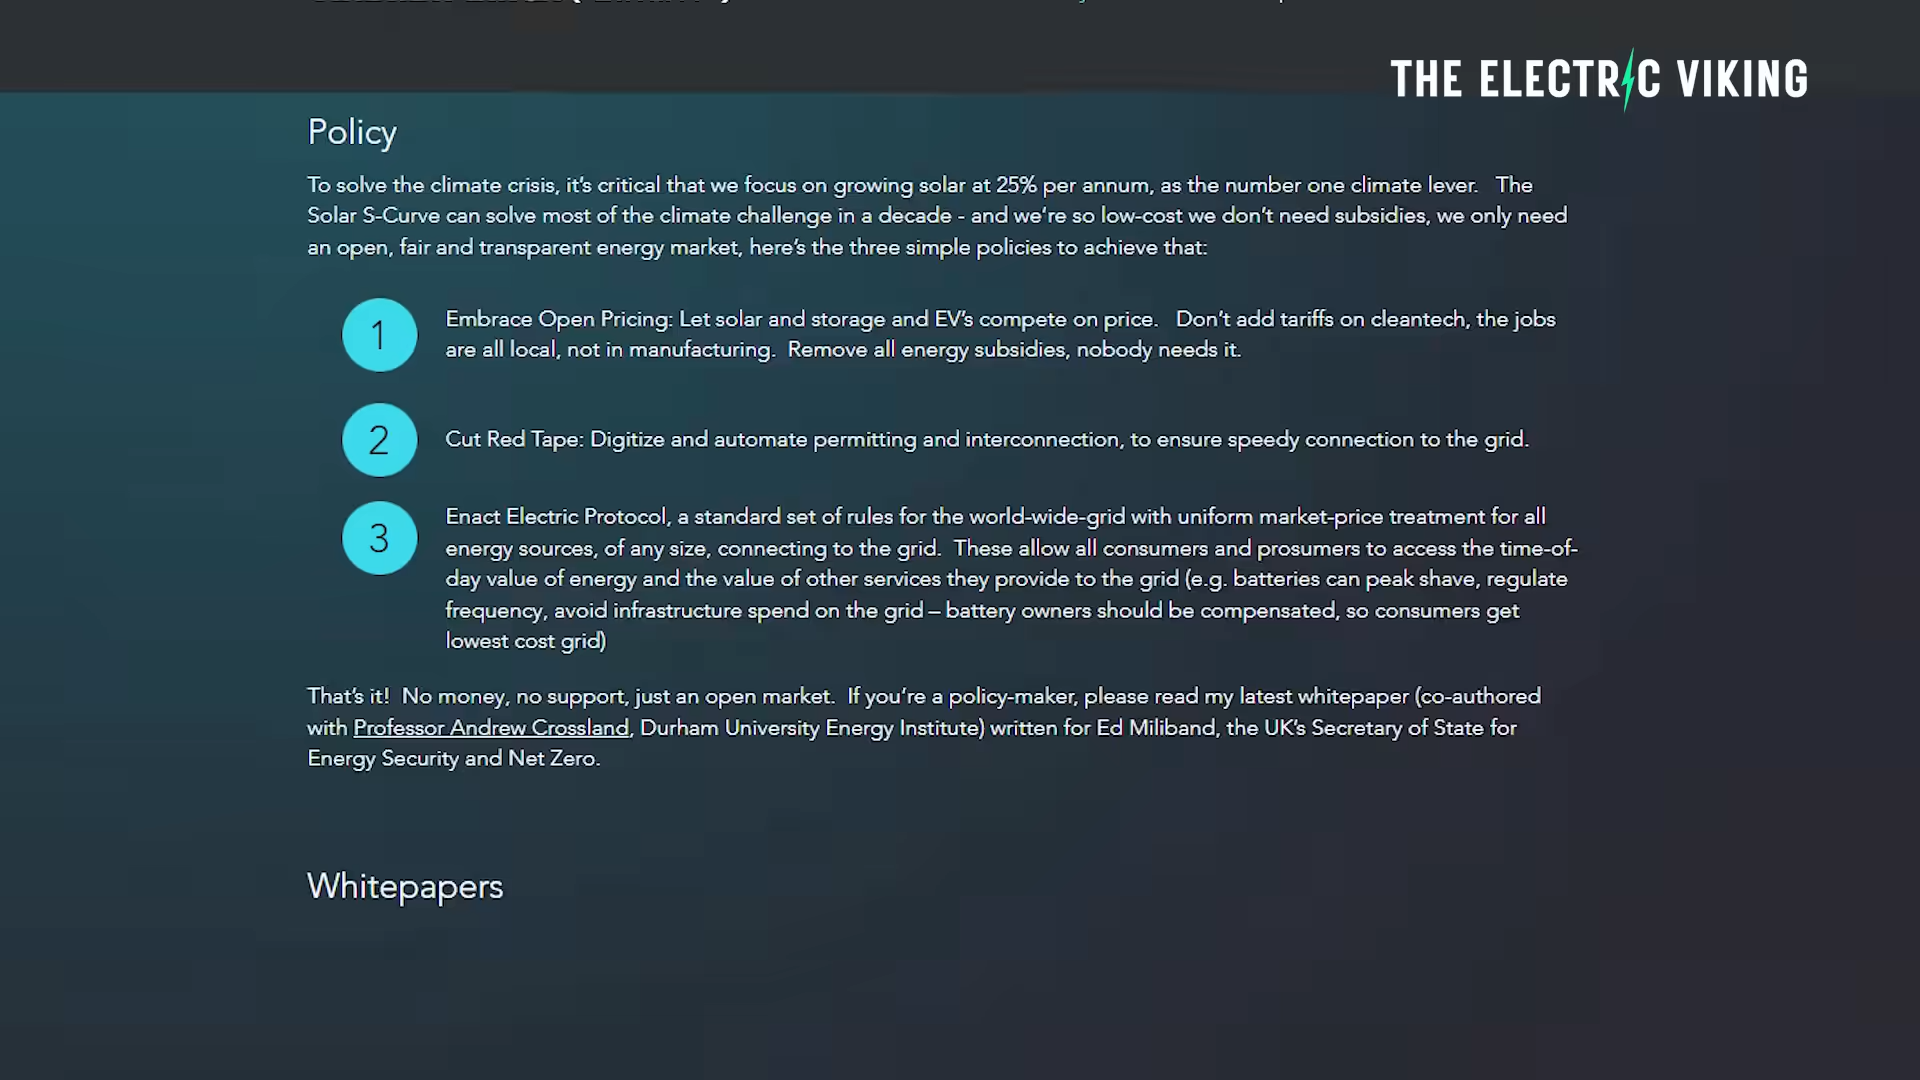 THE ELECTRIC VIKING
Policy
To solve the climate crisis, it's critical that we focus on growing solar at 25% per annum, as the number one climate lever. The
Solar S-Curve can solve most of the climate challenge in a decade - and we're so low-cost we don't need subsidies, we only need
an open, fair and transparent energy market, here's the three simple policies to achieve that:
1
Embrace Open Pricing: Let solar and storage and EV's compete on price. Don't add tariffs on cleantech, the jobs
are all local, not in manufacturing. Remove all energy subsidies, nobody needs it.
2
Cut Red Tape: Digitize and automate permitting and interconnection, to ensure speedy connection to the grid.
3
Enact Electric Protocol, a standard set of rules for the world-wide-grid with uniform market-price treatment for all
energy sources, of any size, connecting to the grid. These allow all consumers and prosumers to access the time-of-
day value of energy and the value of other services they provide to the grid (e.g. batteries can peak shave, regulate
frequency, avoid infrastructure spend on the grid – battery owners should be compensated, so consumers get
lowest cost grid)
That's it! No money, no support, just an open market. If you're a policy-maker, please read my latest whitepaper (co-authored
with Professor Andrew Crossland, Durham University Energy Institute) written for Ed Miliband, the UK's Secretary of State for
Energy Security and Net Zero.
Whitepapers